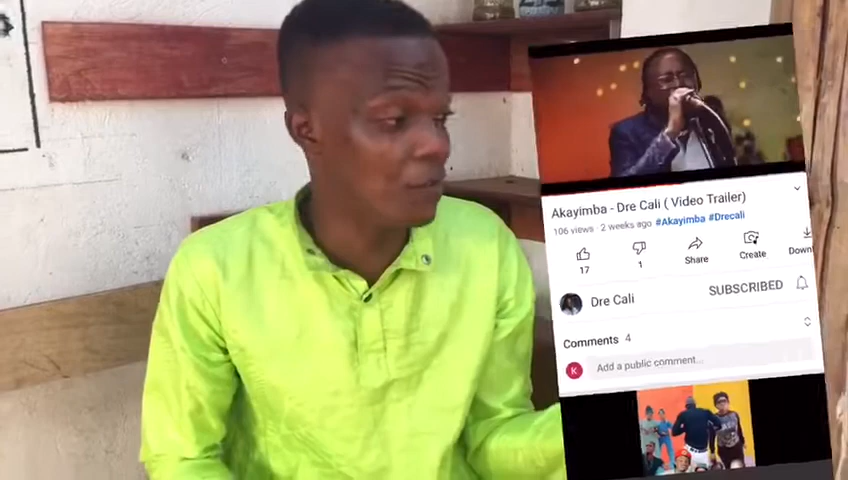 Akayimba - Dre Cali ( Video Trailer)
106 views · 2 weeks ago #Akayimba #Drecali
17
1
Share
Create
Down
Dre Cali
SUBSCRIBED
Comments 4
K
Add a public comment...